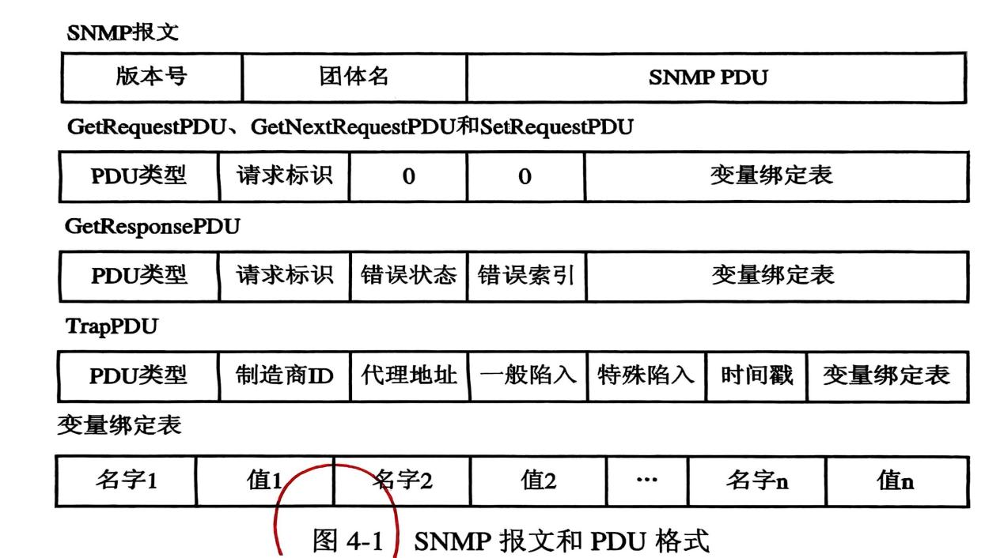 SNMP报文
版本号 团体名 SNMP PDU
GetRequestPDU、GetNextRequestPDU和SetRequestPDU
PDU类型 请求标识 0 0 变量绑定表
GetResponsePDU
PDU类型 请求标识 错误状态 错误索引 变量绑定表
TrapPDU
PDU类型 制造商ID 代理地址 一般陷入 特殊陷入 时间戳 变量绑定表
变量绑定表
名字1 值1 名字2 值2 ··· 名字n 值n
图 4-1 SNMP 报文和 PDU 格式